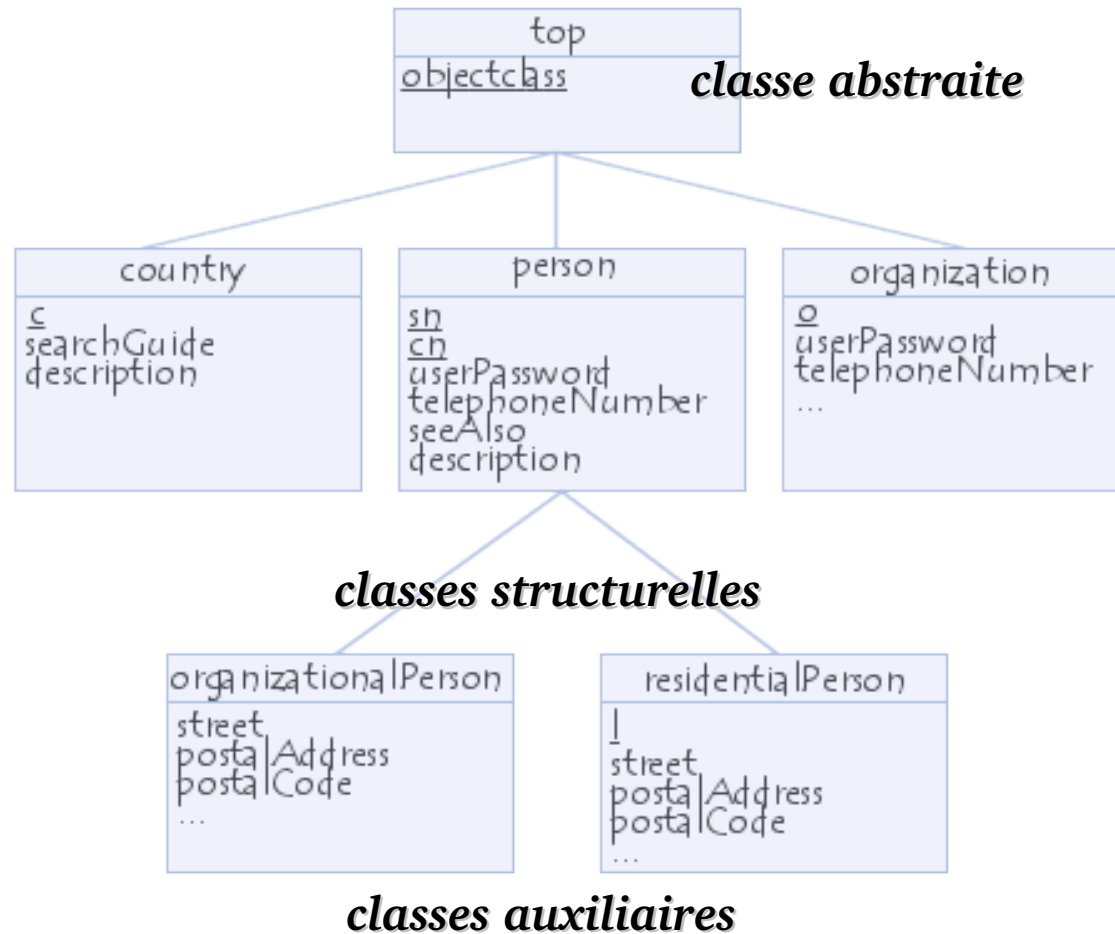 top
objectclass
classe abstraite
country
c
searchGuide
description
person
sn
cn
userPassword
telephoneNumber
seeAlso
description
organization
o
userPassword
telephoneNumber
...
classes structurelles
organizationalPerson
street
postalAddress
postalCode
...
residentialPerson
l
street
postalAddress
postalCode
...
classes auxiliaires